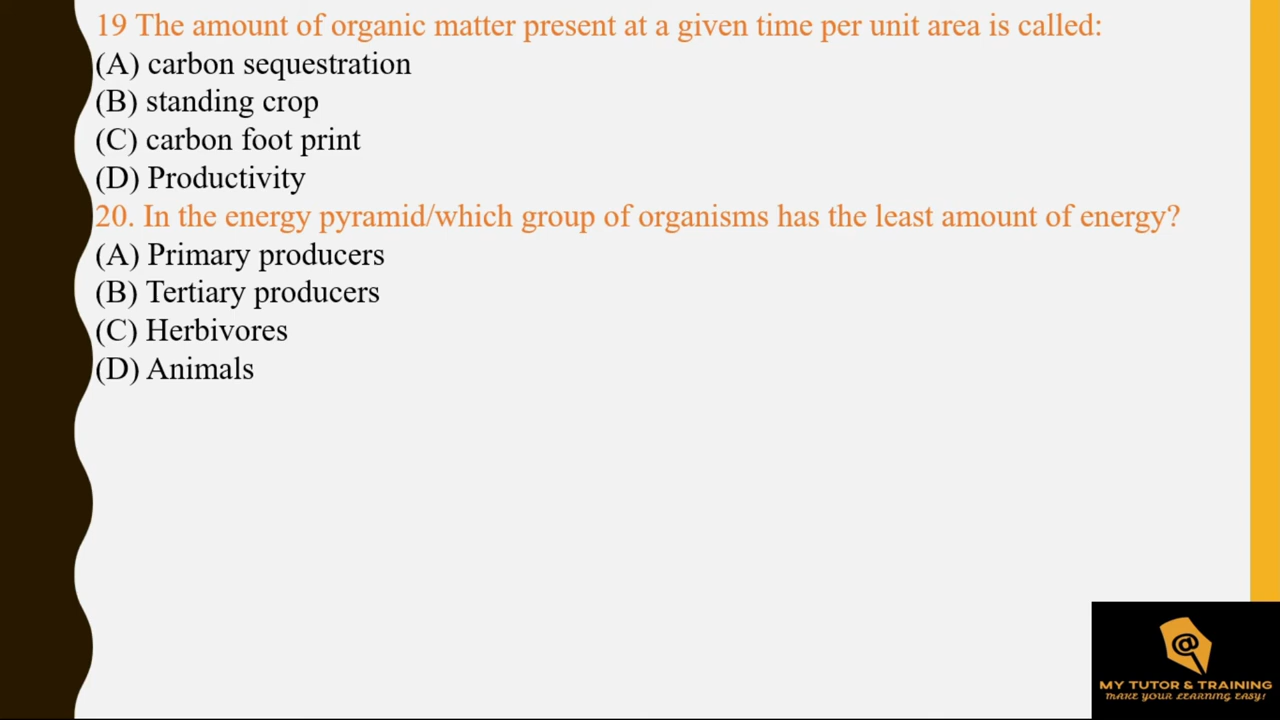 19 The amount of organic matter present at a given time per unit area is called:
(A) carbon sequestration
(B) standing crop
(C) carbon foot print
(D) Productivity
20. In the energy pyramid/which group of organisms has the least amount of energy?
(A) Primary producers
(B) Tertiary producers
(C) Herbivores
(D) Animals
@
MY TUTOR & TRAINING
MAKE YOUR LEARNING EASY!